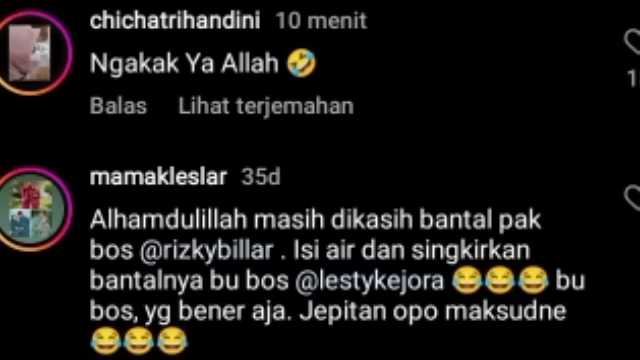 chichatrihandini 10 menit
Ngakak Ya Allah 🤣
Balas Lihat terjemahan
1
mamakleslar 35d
Alhamdulillah masih dikasih bantal pak
bos @rizkybillar . Isi air dan singkirkan
bantalnya bu bos @lestykejora 😂😂😂 bu
bos, yg bener aja. Jepitan opo maksudne
😂😂😂